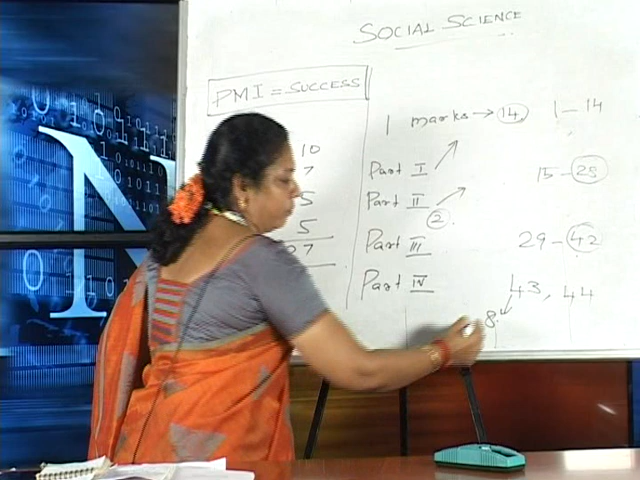 SOCIAL SCIENCE
PMI = SUCCESS
1 marks → 14 1 – 14
10
7
5
5
07
Part I 15 – 28
Part II
2
Part III 29 – 42
Part IV 43, 44
8
N